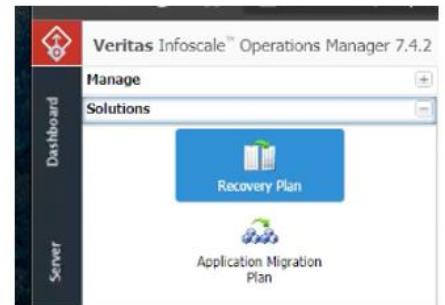 Veritas Infoscale™ Operations Manager 7.4.2
Manage
Solutions
Dashboard
Recovery Plan
Server
Application Migration
Plan